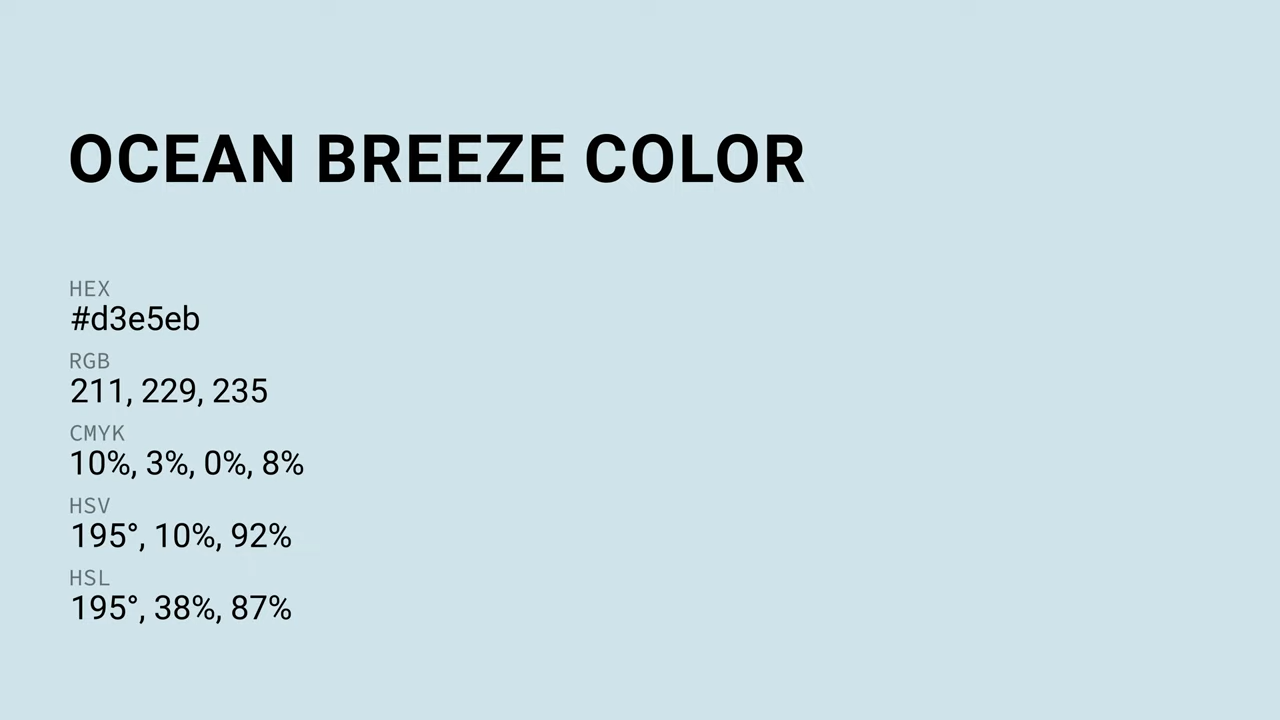 OCEAN BREEZE COLOR
HEX
#d3e5eb
RGB
211, 229, 235
CMYK
10%, 3%, 0%, 8%
HSV
195°, 10%, 92%
HSL
195°, 38%, 87%